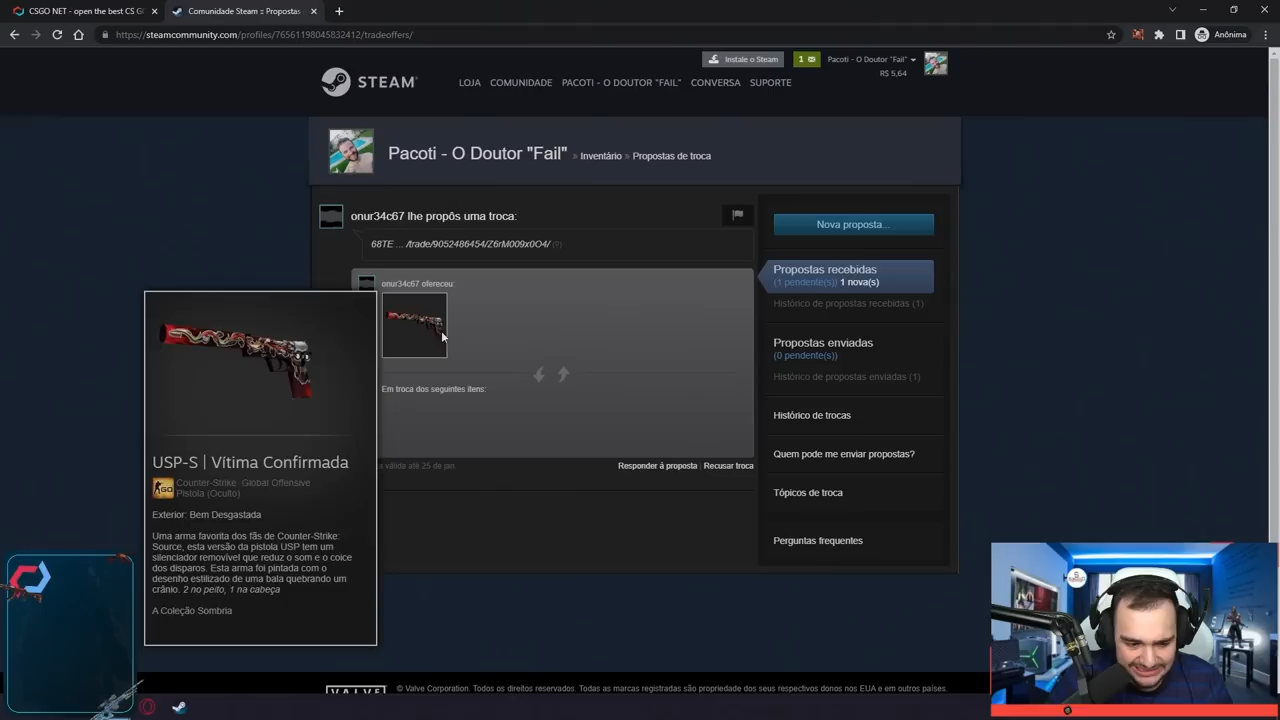 CSGO NET - open the best CS G
Comunidade Steam :: Propostas
Anônima
https://steamcommunity.com/profiles/76561198045832412/tradeoffers/
Instale o Steam
1
Pacoti - O Doutor "Fail"
R$ 5,64
STEAM
LOJA COMUNIDADE PACOTI - O DOUTOR "FAIL" CONVERSA SUPORTE
Pacoti - O Doutor "Fail" » Inventário » Propostas de troca
onur34c67 lhe propôs uma troca:
68TE ... /trade/9052486454/Z6rM009x0O4/ (?)
onur34c67 ofereceu:
Em troca dos seguintes itens:
Responder à proposta | Recusar troca
Nova proposta...
Propostas recebidas
(1 pendente(s)) 1 nova(s)
Histórico de propostas recebidas (1)
Propostas enviadas
(0 pendente(s))
Histórico de propostas enviadas (1)
Histórico de trocas
Quem pode me enviar propostas?
Tópicos de troca
Perguntas frequentes
USP-S | Vítima Confirmada
GO
Counter-Strike: Global Offensive
Pistola (Oculto)
Exterior: Bem Desgastada
Uma arma favorita dos fãs de Counter-Strike:
Source, esta versão da pistola USP tem um
silenciador removível que reduz o som e o coice
dos disparos. Esta arma foi pintada com o
desenho estilizado de uma bala quebrando um
crânio. 2 no peito, 1 na cabeça
A Coleção Sombria
VALVE
© Valve Corporation. Todos os direitos reservados. Todas as marcas registradas são propriedade dos seus respectivos donos nos EUA e em outros países.